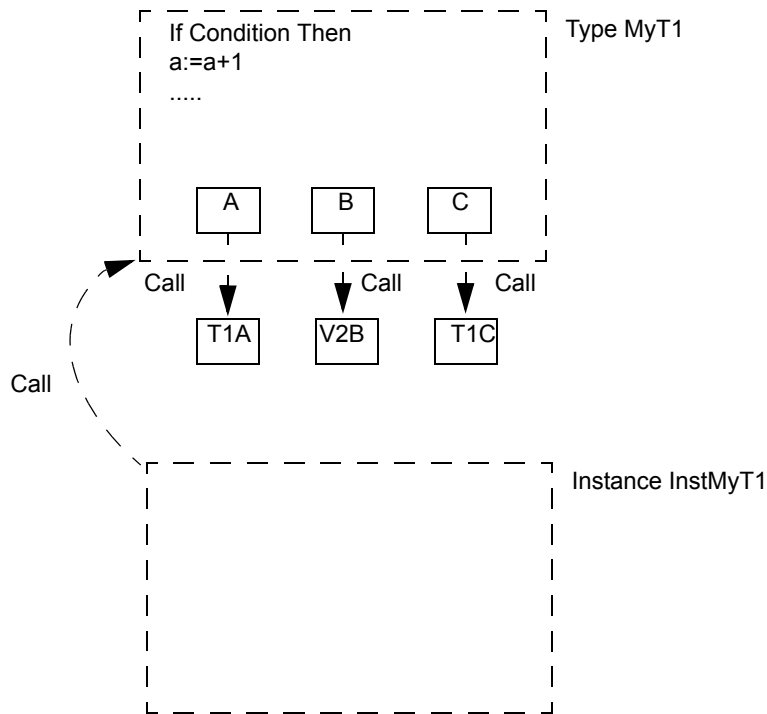 If Condition Then
a:=a+1
.....
Type MyT1
A
B
C
Call
Call
Call
T1A
V2B
T1C
Call
Instance InstMyT1